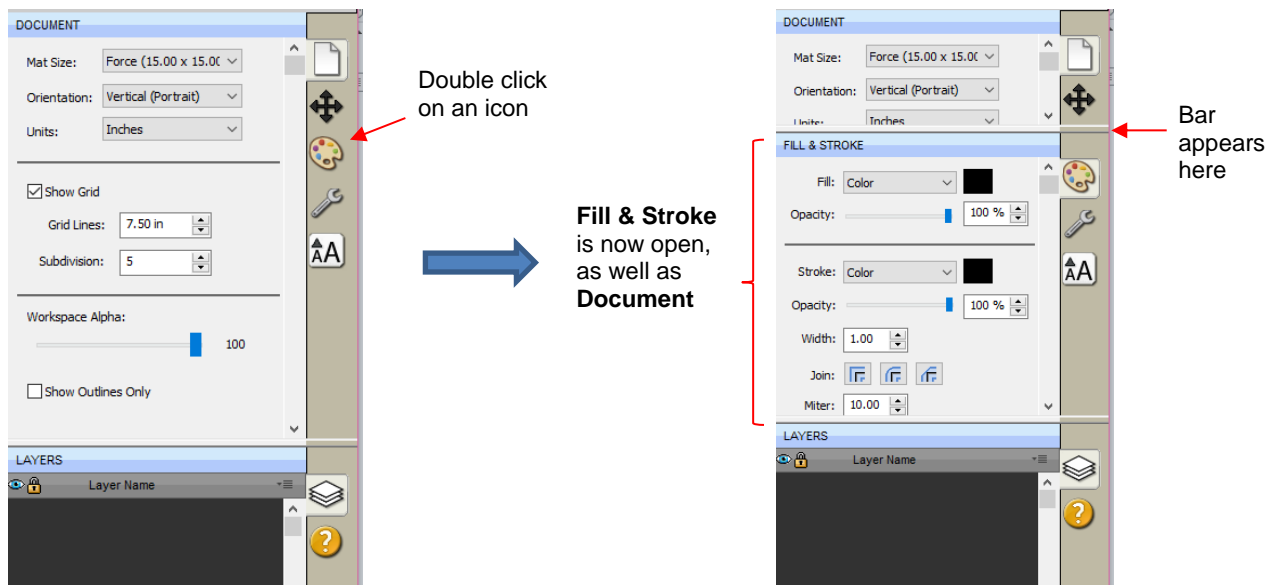 DOCUMENT
Mat Size: Force (15.00 x 15.0(
Orientation: Vertical (Portrait)
Units: Inches
Show Grid
Grid Lines: 7.50 in
Subdivision: 5
Workspace Alpha:
100
Show Outlines Only
LAYERS
Layer Name
AA
?
Double click
on an icon
Fill & Stroke
is now open,
as well as
Document
DOCUMENT
Mat Size: Force (15.00 x 15.0(
Orientation: Vertical (Portrait)
Units: Inches
FILL & STROKE
Fill: Color
Opacity: 100 %
Stroke: Color
Opacity: 100 %
Width: 1.00
Join:
Miter: 10.00
LAYERS
Layer Name
AA
?
Bar
appears
here